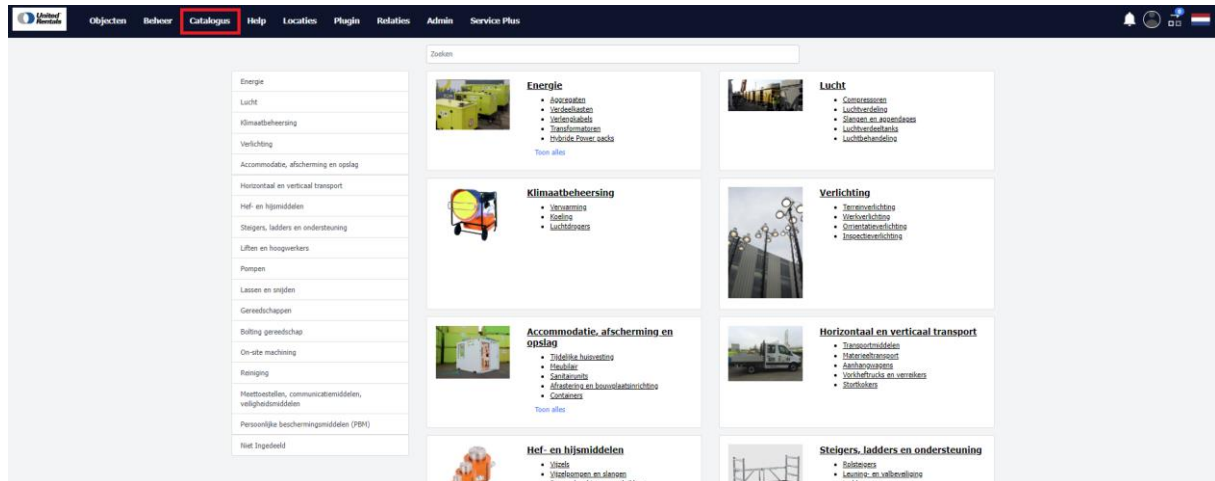 United Rentals
Objecten Beheer Catalogus Help Locaties Plugin Relaties Admin Service Plus
Zoeken
Energie
Lucht
Klimaatbeheersing
Verlichting
Accommodatie, afscherming en opslag
Horizontaal en verticaal transport
Hef- en hijsmiddelen
Steigers, ladders en ondersteuning
Liften en hoogwerkers
Pompen
Lassen en snijden
Gereedschappen
Bolting gereedschap
On-site machining
Reiniging
Meettoestellen, communicatiemiddelen,
veiligheidsmiddelen
Persoonlijke beschermingsmiddelen (PBM)
Niet Ingedeeld
Energie
Aggregaten
Verdeelkasten
Verlengkabels
Transformatoren
Hybride Power packs
Toon alles
Lucht
Compressoren
Luchtverdeling
Slangen en appendages
Luchtverdeeltanks
Luchtbehandeling
Klimaatbeheersing
Verwarming
Koeling
Luchtdrogers
Verlichting
Terreinverlichting
Werkverlichting
Orrientatieverlichting
Inspectieverlichting
Accommodatie, afscherming en
opslag
Tijdelijke huisvesting
Meubilair
Sanitairunits
Afrastering en bouwplaatsinrichting
Containers
Toon alles
Horizontaal en verticaal transport
Transportmiddelen
Materieeltransport
Aanhangwagens
Vorkheftrucks en verreikers
Stortkokers
Hef- en hijsmiddelen
Vijzels
Vijzelpompen en slangen
Steigers, ladders en ondersteuning
Rolsteigers
Leuning- en valbeveiliging